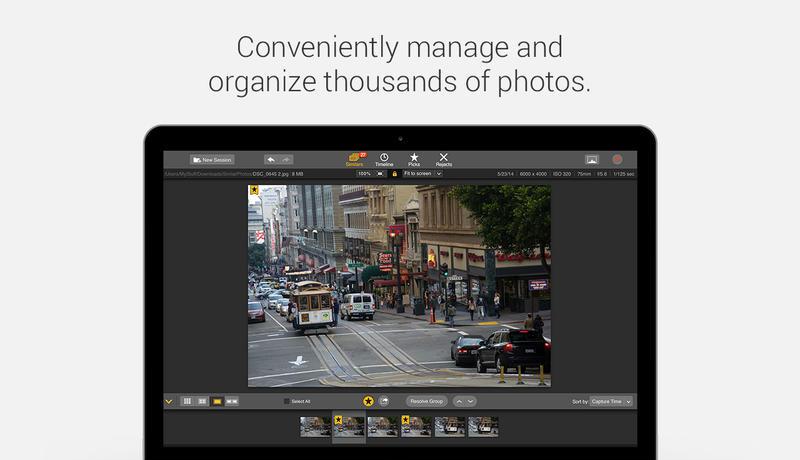 Conveniently manage and
organize thousands of photos.
New Session
27
Similars Timeline Picks Rejects
/Users/MyStuff/Downloads/SimilarPhotos/DSC_0645 2.jpg | 8 MB
100% Fit to screen
5/23/14 | 6000 x 4000 | ISO 320 | 75mm | f/5.6 | 1/125 sec
Sears
Select All
Resolve Group
Sort by: Capture Time